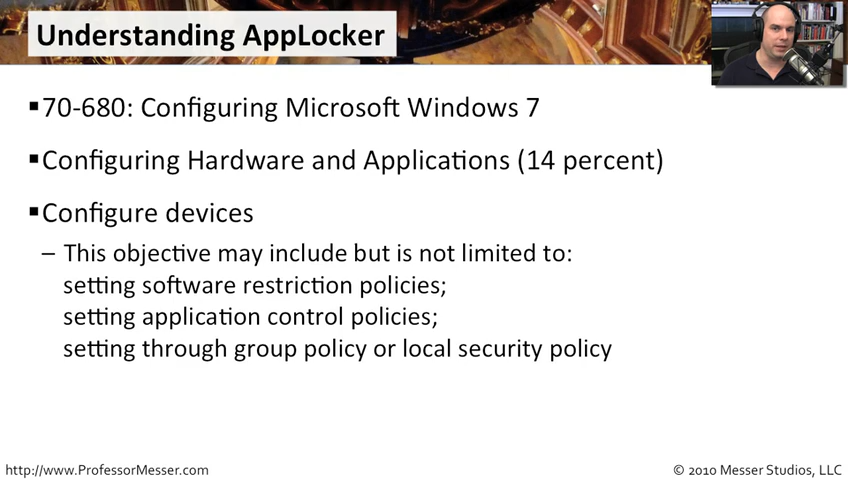 Understanding AppLocker
▪70-680: Configuring Microsoft Windows 7
▪Configuring Hardware and Applications (14 percent)
▪Configure devices
– This objective may include but is not limited to:
setting software restriction policies;
setting application control policies;
setting through group policy or local security policy
http://www.ProfessorMesser.com
© 2010 Messer Studios, LLC